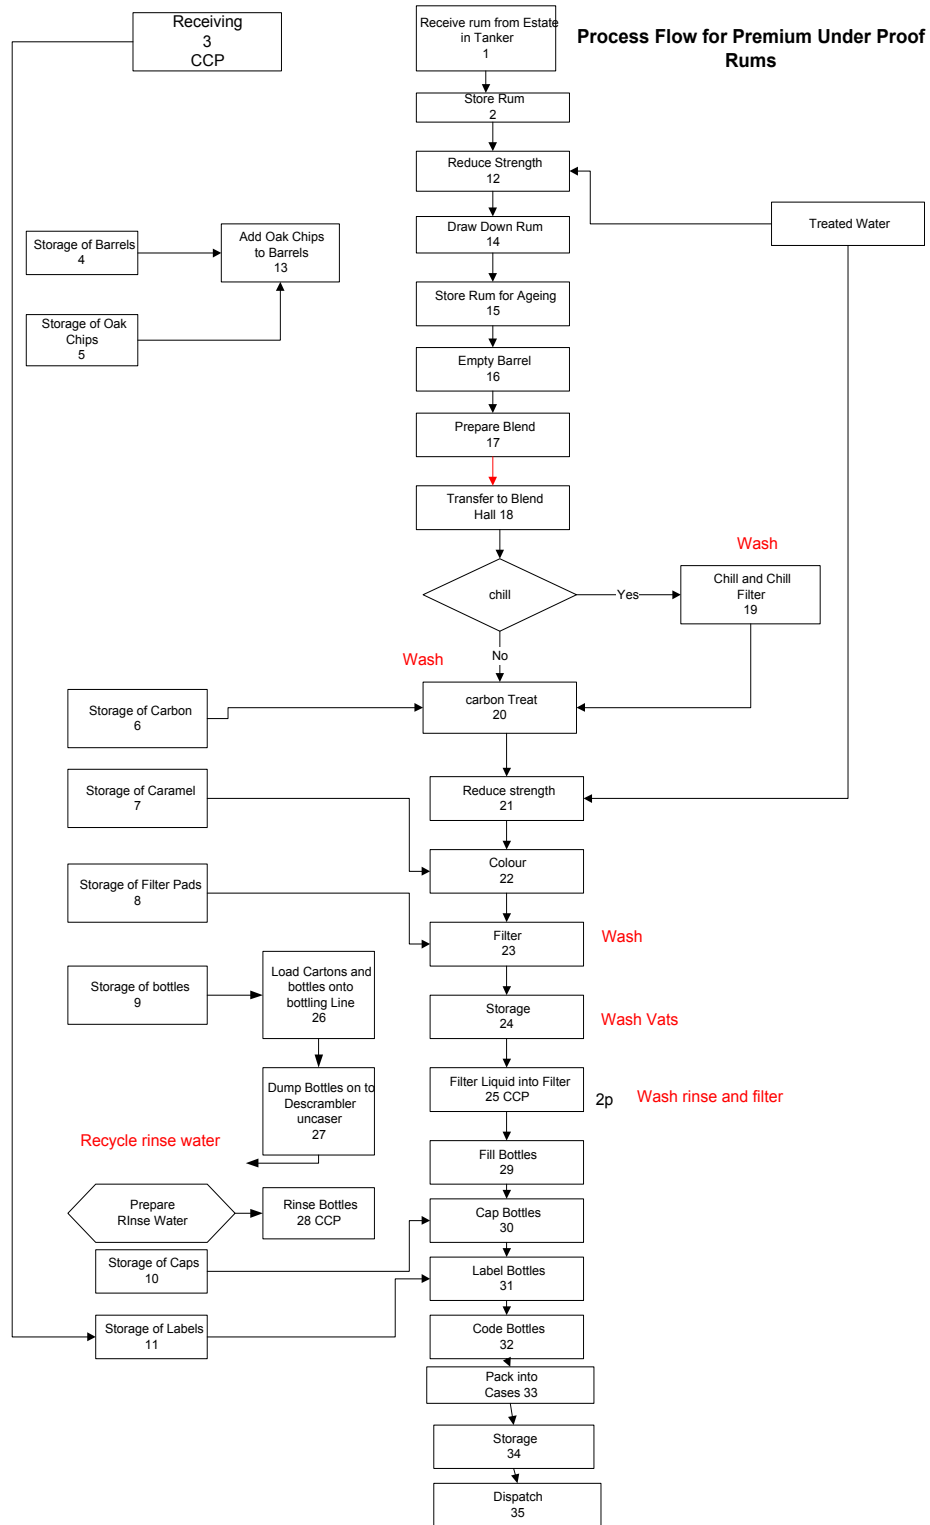 Receiving
3
CCP
Receive rum from Estate
in Tanker
1
Process Flow for Premium Under Proof
Rums
Store Rum
2
Reduce Strength
12
Treated Water
Draw Down Rum
14
Storage of Barrels
4
Add Oak Chips
to Barrels
13
Store Rum for Ageing
15
Storage of Oak
Chips
5
Empty Barrel
16
Prepare Blend
17
Transfer to Blend
Hall 18
Wash
chill
Yes
Chill and Chill
Filter
19
No
Wash
Storage of Carbon
6
carbon Treat
20
Storage of Caramel
7
Reduce strength
21
Colour
22
Storage of Filter Pads
8
Filter
23
Wash
Storage of bottles
9
Load Cartons and
bottles onto
bottling Line
26
Storage
24
Wash Vats
Dump Bottles on to
Descrambler
uncaser
27
Filter Liquid into Filter
25 CCP
2p
Wash rinse and filter
Recycle rinse water
Fill Bottles
29
Prepare
RInse Water
Rinse Bottles
28 CCP
Cap Bottles
30
Storage of Caps
10
Label Bottles
31
Storage of Labels
11
Code Bottles
32
Pack into
Cases 33
Storage
34
Dispatch
35